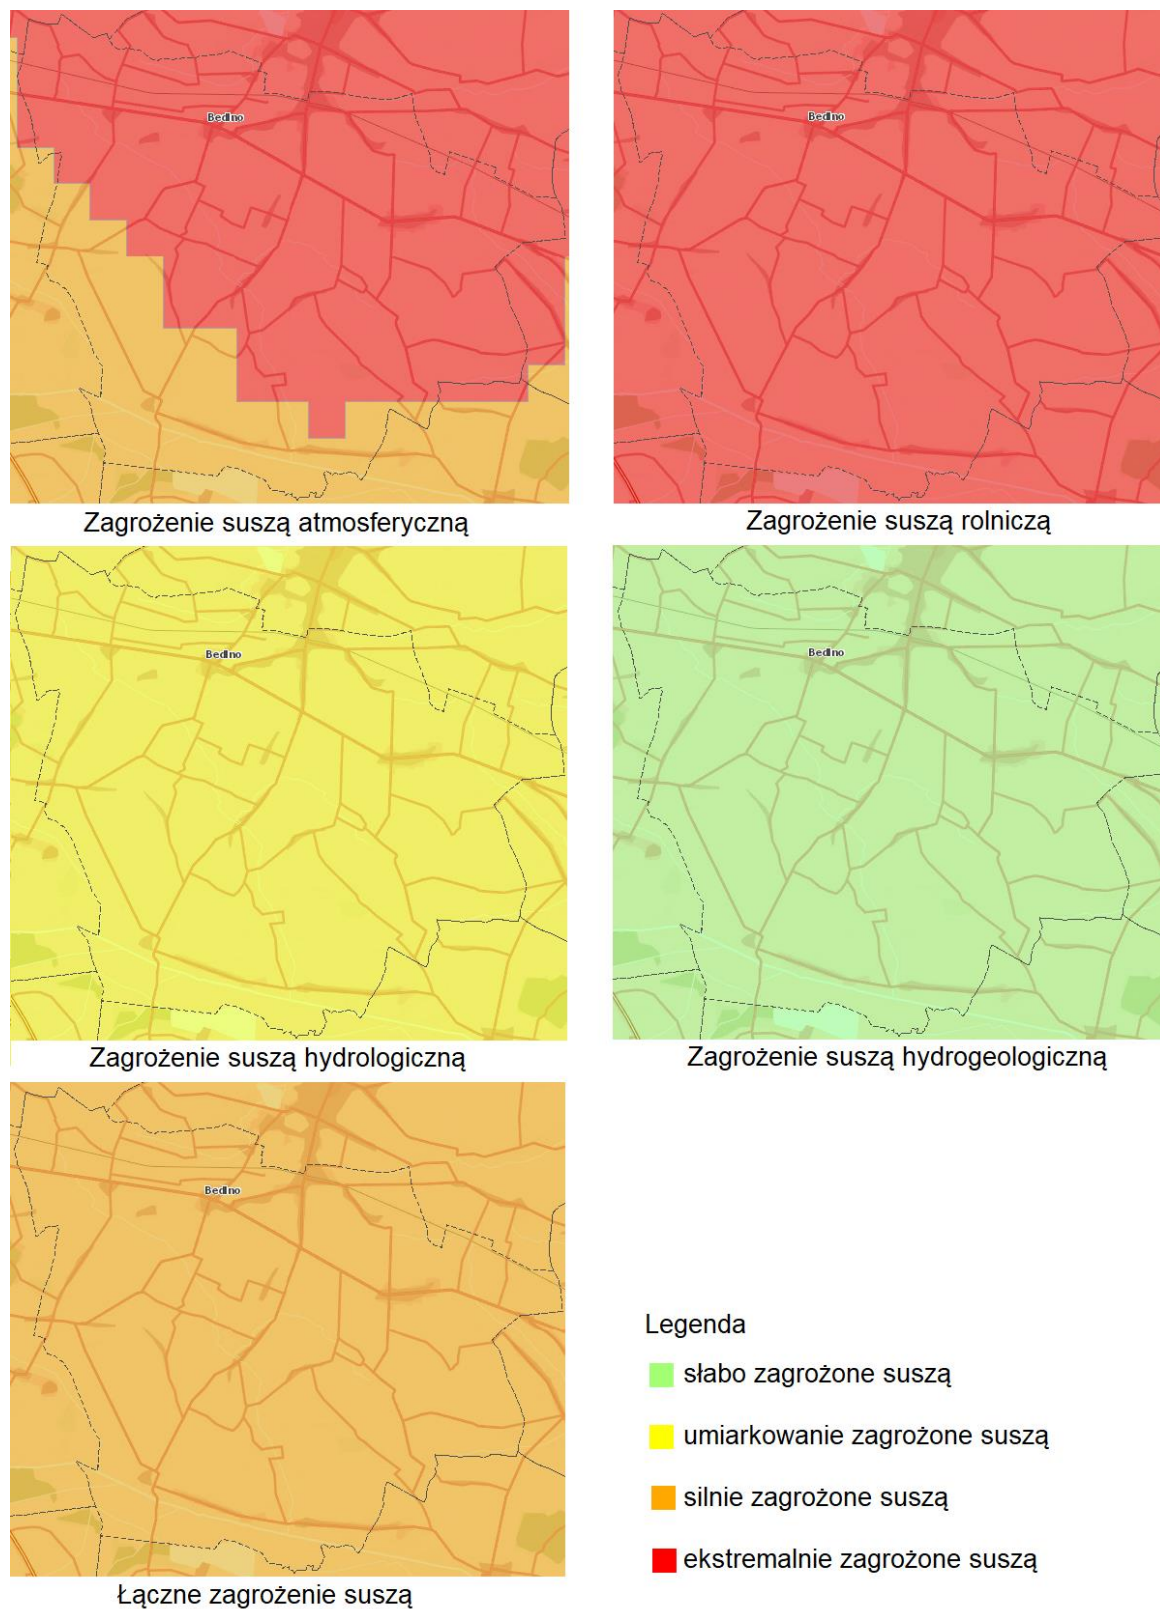 Bedlno
Bedlno
Zagrożenie suszą atmosferyczną
Zagrożenie suszą rolniczą
Bedlno
Bedlno
Zagrożenie suszą hydrologiczną
Zagrożenie suszą hydrogeologiczną
Bedlno
Legenda
słabo zagrożone suszą
umiarkowanie zagrożone suszą
silnie zagrożone suszą
ekstremalnie zagrożone suszą
Łączne zagrożenie suszą